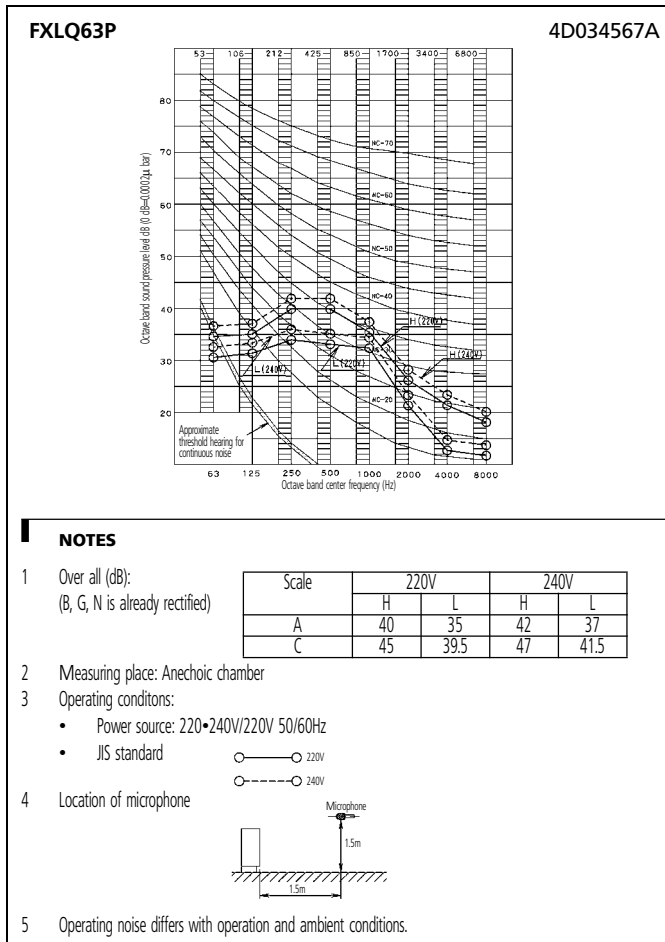 FXLQ63P 4D034567A
53 106 212 425 850 1700 3400 6800
Octave band sound pressure level dB (0 dB=0,0002µ bar)
80
70
60
50
40
30
20
NC-70
NC-60
NC-50
NC-40
NC-20
H(220V)
H(240V)
L(240V)
L(220V)
Approximate
threshold hearing for
continuous noise
63 125 250 500 1000 2000 4000 8000
Octave band center frequency (Hz)
NOTES
1 Over all (dB):
(B, G, N is already rectified)
Scale 220V 240V
H L H L
A 40 35 42 37
C 45 39.5 47 41.5
2 Measuring place: Anechoic chamber
3 Operating conditons:
• Power source: 220•240V/220V 50/60Hz
• JIS standard
220V
240V
4 Location of microphone
Microphone
1.5m
1.5m
5 Operating noise differs with operation and ambient conditions.